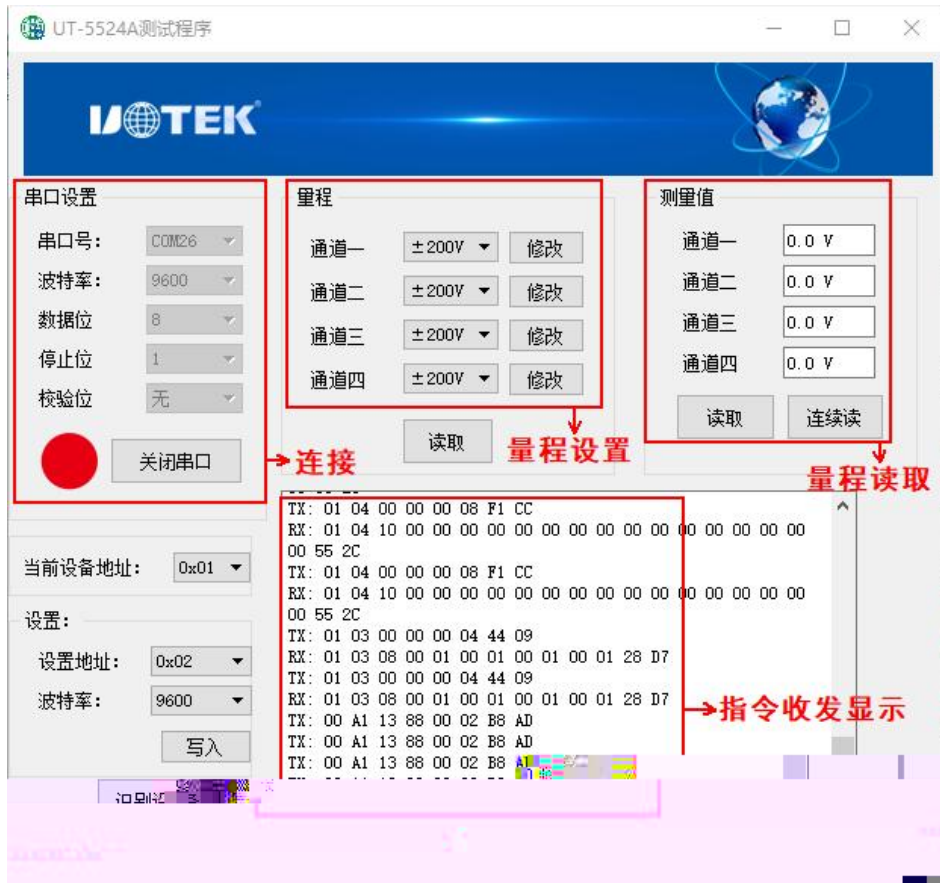 UT-5524A测试程序
UOTEK®
串口设置
串口号： COM26
波特率： 9600
数据位 8
停止位 1
校验位 无
关闭串口
连接
量程
通道一 ±200V 修改
通道二 ±200V 修改
通道三 ±200V 修改
通道四 ±200V 修改
读取
量程设置
测量值
通道一 0.0 V
通道二 0.0 V
通道三 0.0 V
通道四 0.0 V
读取 连续读
量程读取
当前设备地址： 0x01
设置：
设置地址： 0x02
波特率： 9600
写入
TX: 01 04 00 00 00 08 F1 CC
RX: 01 04 10 00 00 00 00 00 00 00 00 00 00 00 00 00 00 00
00 55 2C
TX: 01 04 00 00 00 08 F1 CC
RX: 01 04 10 00 00 00 00 00 00 00 00 00 00 00 00 00 00 00
00 55 2C
TX: 01 03 00 00 00 04 44 09
RX: 01 03 08 00 01 00 01 00 01 00 01 28 D7
TX: 01 03 00 00 00 04 44 09
RX: 01 03 08 00 01 00 01 00 01 00 01 28 D7
TX: 00 A1 13 88 00 02 B8 AD
TX: 00 A1 13 88 00 02 B8 AD
TX: 00 A1 13 88 00 02 B8
指令收发显示